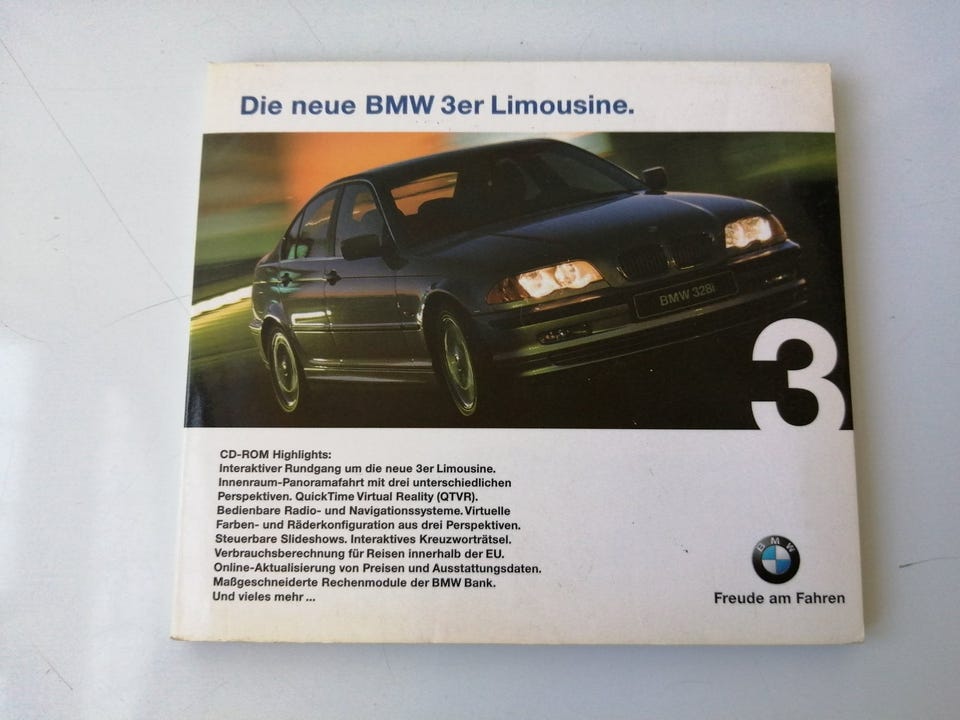 Die neue BMW 3er Limousine.
BMW 328i
3
CD-ROM Highlights:
Interaktiver Rundgang um die neue 3er Limousine.
Innenraum-Panoramafahrt mit drei unterschiedlichen
Perspektiven. QuickTime Virtual Reality (QTVR).
Bedienbare Radio- und Navigationssysteme. Virtuelle
Farben- und Räderkonfiguration aus drei Perspektiven.
Steuerbare Slideshows. Interaktives Kreuzworträtsel.
Verbrauchsberechnung für Reisen innerhalb der EU.
Online-Aktualisierung von Preisen und Ausstattungsdaten.
Maßgeschneiderte Rechenmodule der BMW Bank.
Und vieles mehr ...
BMW
Freude am Fahren